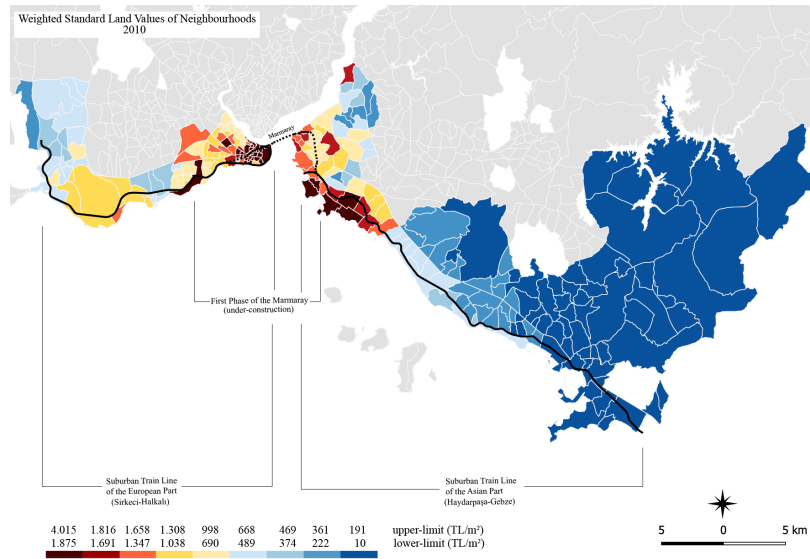 Weighted Standard Land Values of Neighbourhoods
2010
Marmaray
First Phase of the Marmaray
(under-construction)
Suburban Train Line
of the European Part
(Sirkeci-Halkalı)
Suburban Train Line
of the Asian Part
(Haydarpaşa-Gebze)
4.015 1.816 1.658 1.308 998 668 469 361 191 upper-limit (TL/m²)
1.875 1.691 1.347 1.038 690 489 374 222 10 lower-limit (TL/m²)
5 0 5 km